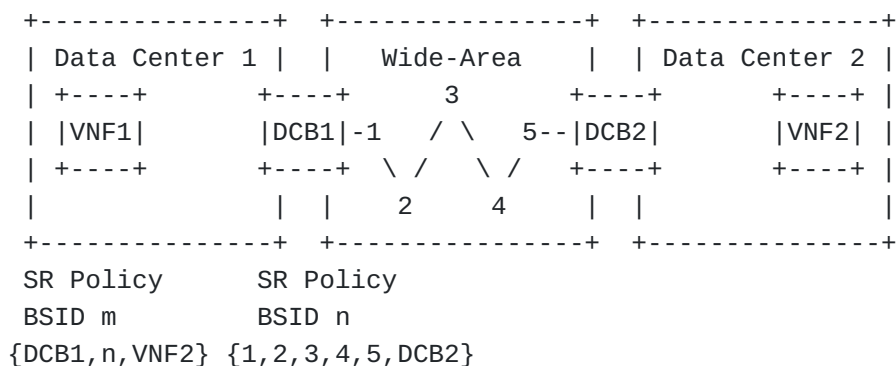 +---------------+  +----------------+  +---------------+
| Data Center 1 |  |   Wide-Area    |  | Data Center 2 |
| +----+       +----+      3       +----+       +----+ |
| |VNF1|       |DCB1|-1   / \   5--|DCB2|       |VNF2| |
| +----+       +----+  \ /   \ /   +----+       +----+ |
|               |  |    2     4     |  |               |
+---------------+  +----------------+  +---------------+
SR Policy      SR Policy
BSID m         BSID n
{DCB1,n,VNF2} {1,2,3,4,5,DCB2}